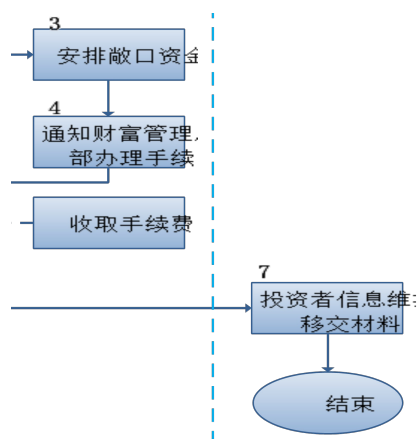 3
安排敞口资金
4
通知财富管理
部办理手续
收取手续费
7
投资者信息维护
移交材料
结束